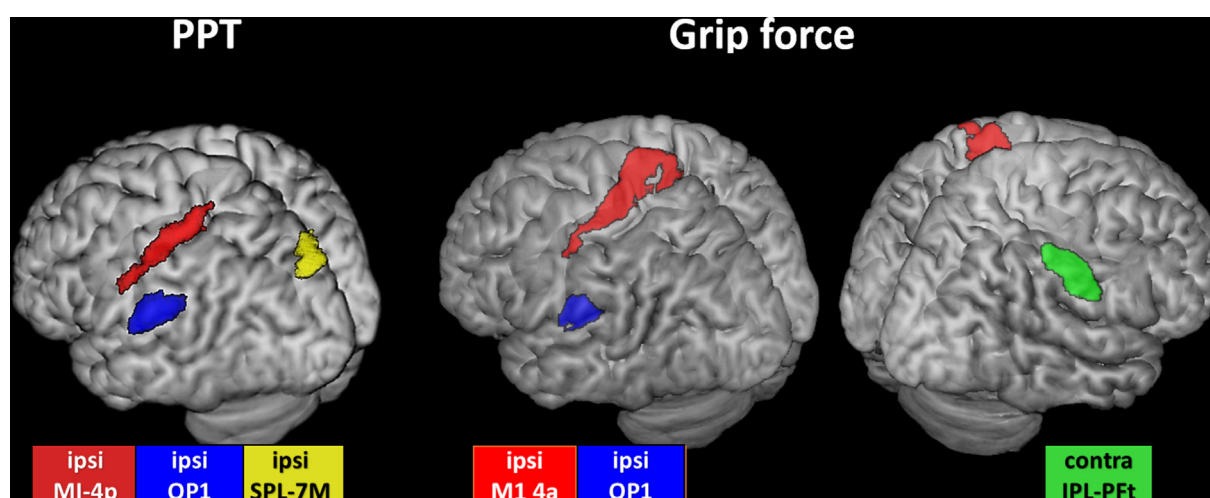 PPT
Grip force
ipsi
MI-4p
ipsi
OP1
ipsi
SPL-7M
ipsi
M1 4a
ipsi
OP1
contra
IPL-PFt